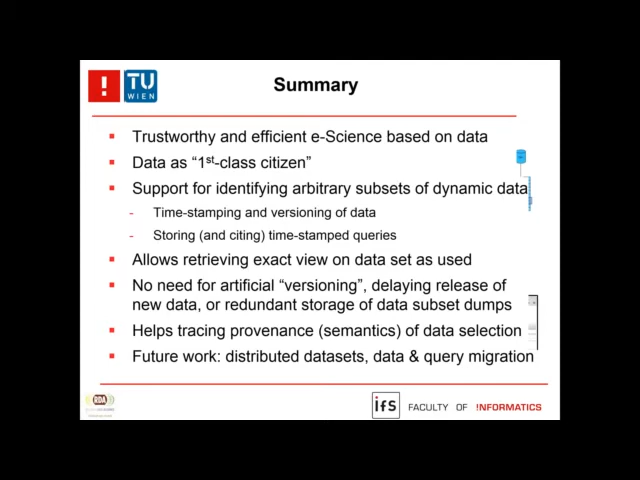 !
TU
WIEN
Summary
Trustworthy and efficient e-Science based on data
Data as “1st-class citizen”
Support for identifying arbitrary subsets of dynamic data
- Time-stamping and versioning of data
- Storing (and citing) time-stamped queries
Allows retrieving exact view on data set as used
No need for artificial “versioning”, delaying release of
new data, or redundant storage of data subset dumps
Helps tracing provenance (semantics) of data selection
Future work: distributed datasets, data & query migration
RDA
ifs
FACULTY OF !NFORMATICS